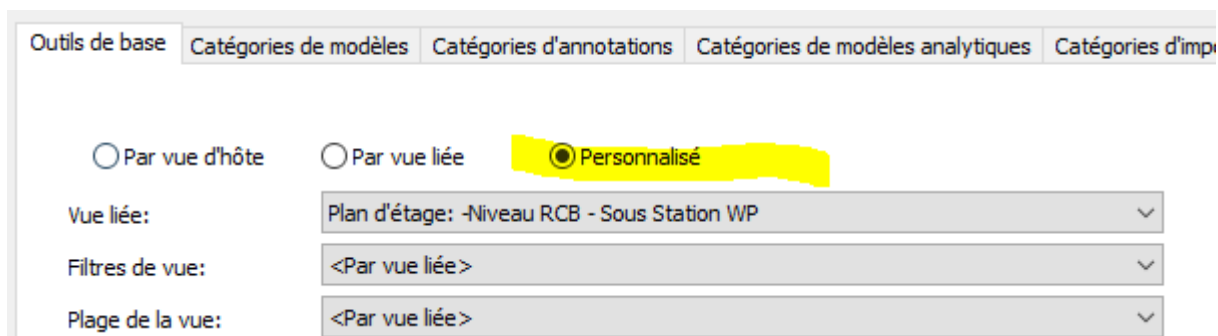 Outils de base Catégories de modèles Catégories d'annotations Catégories de modèles analytiques Catégories d'imp
Par vue d'hôte Par vue liée Personnalisé
Vue liée: Plan d'étage: -Niveau RCB - Sous Station WP
Filtres de vue: <Par vue liée>
Plage de la vue: <Par vue liée>